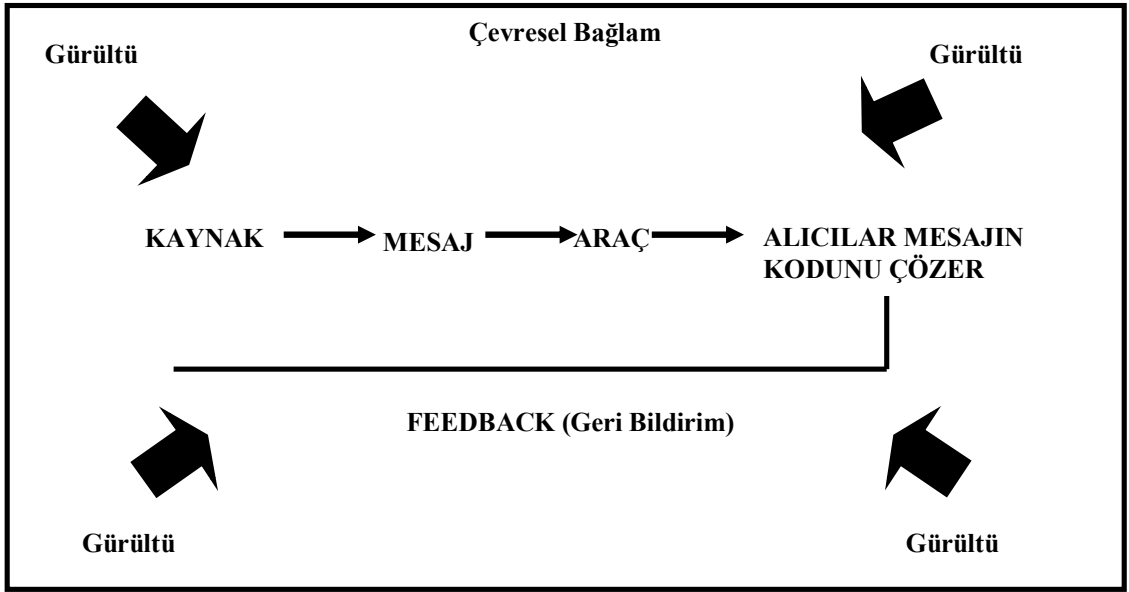 Çevresel Bağlam
Gürültü
Gürültü
KAYNAK
MESAJ
ARAÇ
ALICILAR MESAJIN
KODUNU ÇÖZER
FEEDBACK (Geri Bildirim)
Gürültü
Gürültü